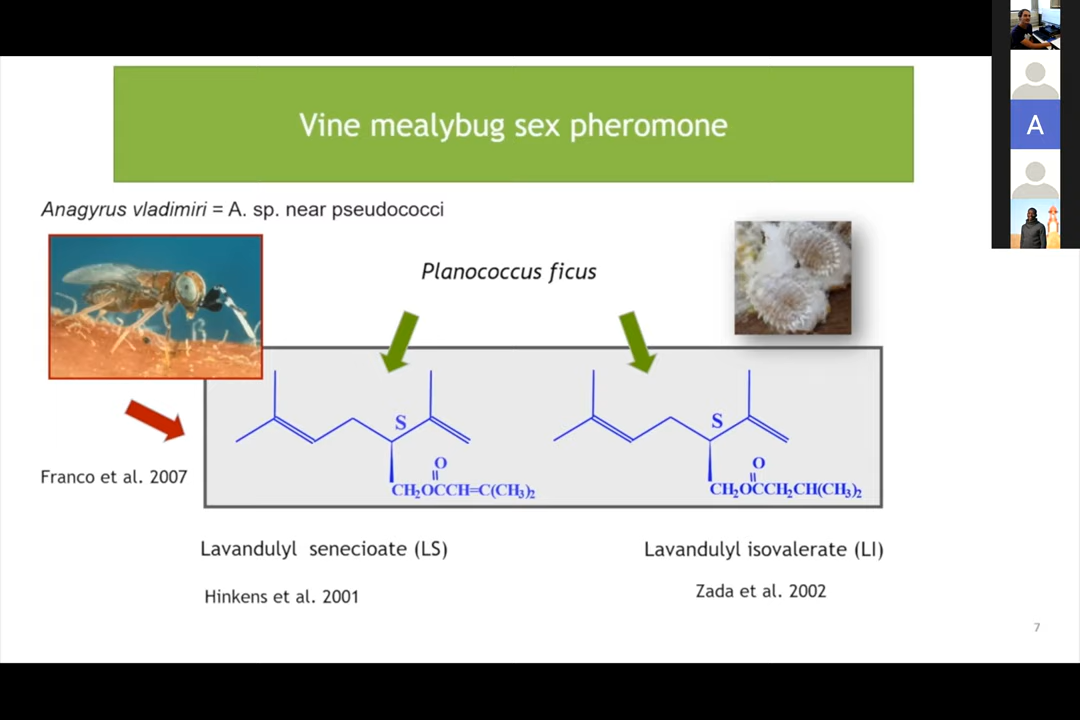 Vine mealybug sex pheromone
A
Anagyrus vladimiri = A. sp. near pseudococci
Planococcus ficus
S
S
O
O
CH₂OCCH=C(CH₃)₂
CH₂OCCH₂CH(CH₃)₂
Franco et al. 2007
Lavandulyl senecioate (LS)
Lavandulyl isovalerate (LI)
Hinkens et al. 2001
Zada et al. 2002
7